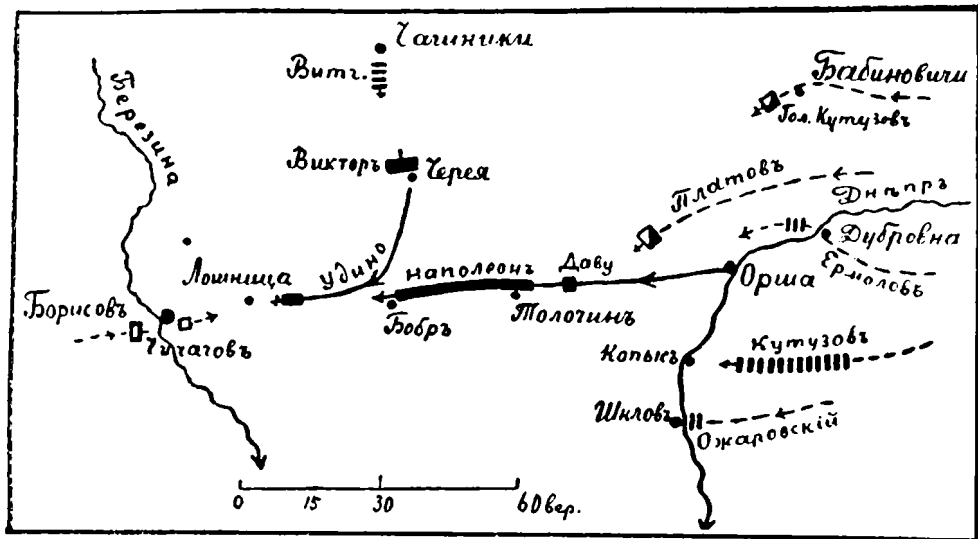 Чашники
Витг.
Бабиновичи
Гол. Кутузовъ
Березина
Викторъ
Черея
Платовъ
Днѣпръ
Дубровна
Ермоловъ
Лошница
удино
наполеонъ
Даву
Орша
Борисовъ
Чичаговъ
Бобръ
Толочинъ
Копысь
Кутузовъ
Шкловъ
Ожаровскій
0 15 30 60 вер.